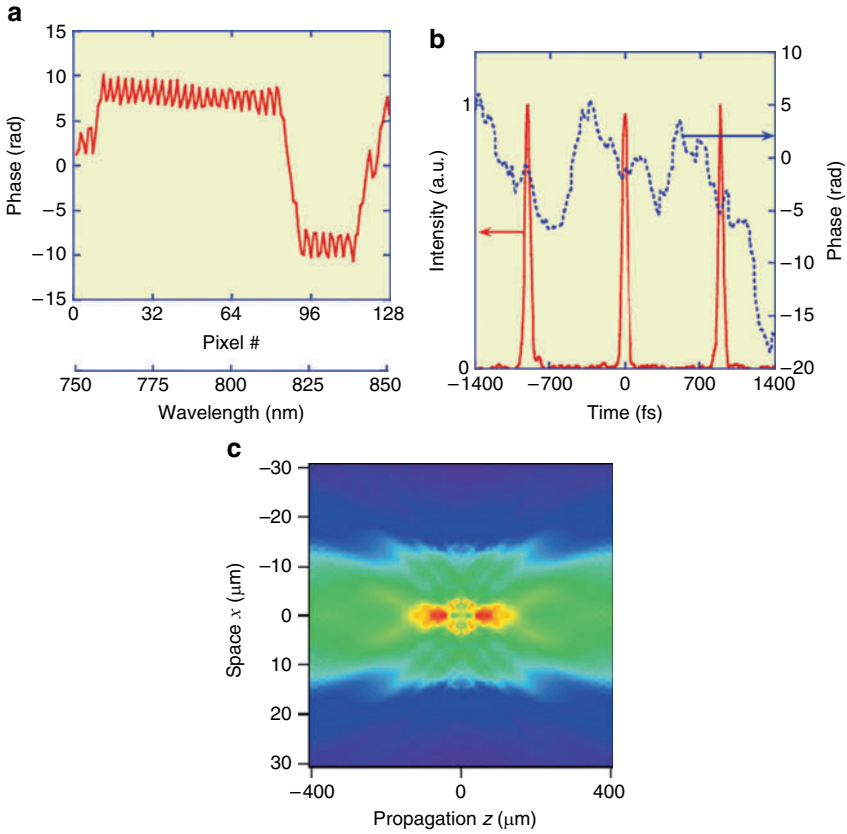 a
15
10
5
0
−5
−10
−15
Phase (rad)
0 32 64 96 128
Pixel #
750 775 800 825 850
Wavelength (nm)
b
1
0
Intensity (a.u.)
10
5
0
−5
−10
−15
−20
Phase (rad)
−1400 −700 0 700 1400
Time (fs)
c
−30
−20
−10
0
10
20
30
Space x (μm)
−400 0 400
Propagation z (μm)